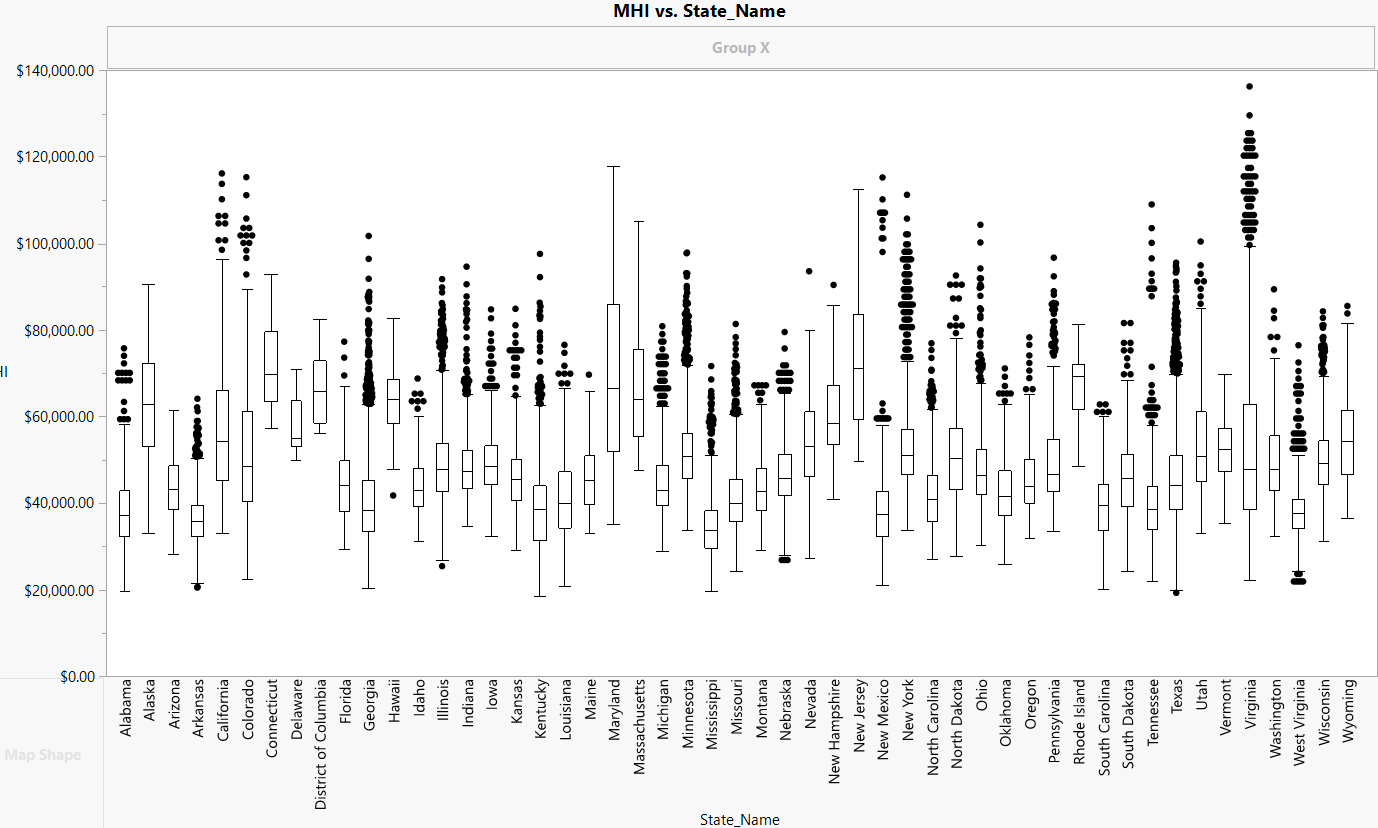 MHI vs. State_Name
Group X
$140,000.00
$120,000.00
$100,000.00
$80,000.00
$60,000.00
$40,000.00
$20,000.00
$0.00
HI
Alabama
Alaska
Arizona
Arkansas
California
Colorado
Connecticut
Delaware
District of Columbia
Florida
Georgia
Hawaii
Idaho
Illinois
Indiana
Iowa
Kansas
Kentucky
Louisiana
Maine
Maryland
Massachusetts
Michigan
Minnesota
Mississippi
Missouri
Montana
Nebraska
Nevada
New Hampshire
New Jersey
New Mexico
New York
North Carolina
North Dakota
Ohio
Oklahoma
Oregon
Pennsylvania
Rhode Island
South Carolina
South Dakota
Tennessee
Texas
Utah
Vermont
Virginia
Washington
West Virginia
Wisconsin
Wyoming
Map Shape
State_Name